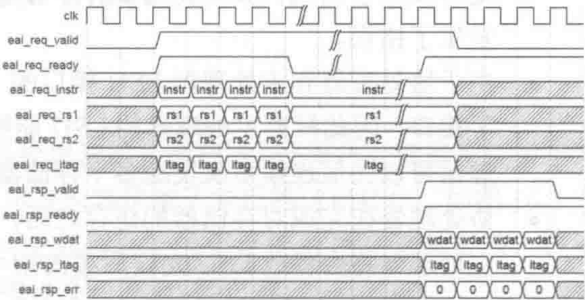 clk
eai_req_valid
eai_req_ready
eai_req_instr instr instr instr instr instr
eai_req_rs1 rs1 rs1 rs1 rs1 rs1
eai_req_rs2 rs2 rs2 rs2 rs2 rs2
eai_req_itag itag itag itag itag itag
eai_rsp_valid
eai_rsp_ready
eai_rsp_wdat wdat wdat wdat wdat
eai_rsp_itag itag itag itag itag
eai_rsp_err 0 0 0 0